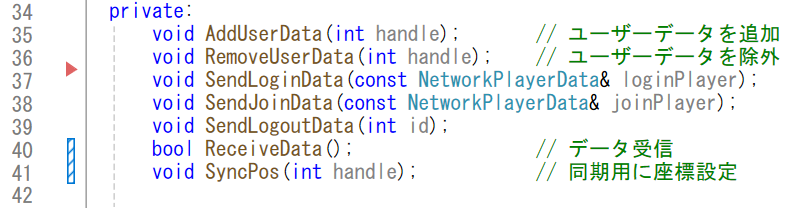 34 private:
35 void AddUserData(int handle); // ユーザーデータを追加
36 void RemoveUserData(int handle); // ユーザーデータを除外
37 void SendLoginData(const NetworkPlayerData& loginPlayer);
38 void SendJoinData(const NetworkPlayerData& joinPlayer);
39 void SendLogoutData(int id);
40 bool ReceiveData(); // データ受信
41 void SyncPos(int handle); // 同期用に座標設定
42